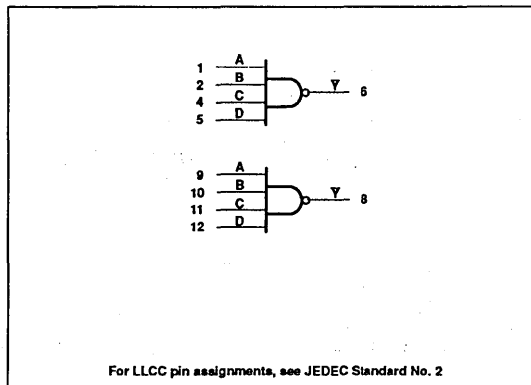 1 A
2 B
4 C
5 D
Y 6
9 A
10 B
11 C
12 D
Y 8
For LLCC pin assignments, see JEDEC Standard No. 2